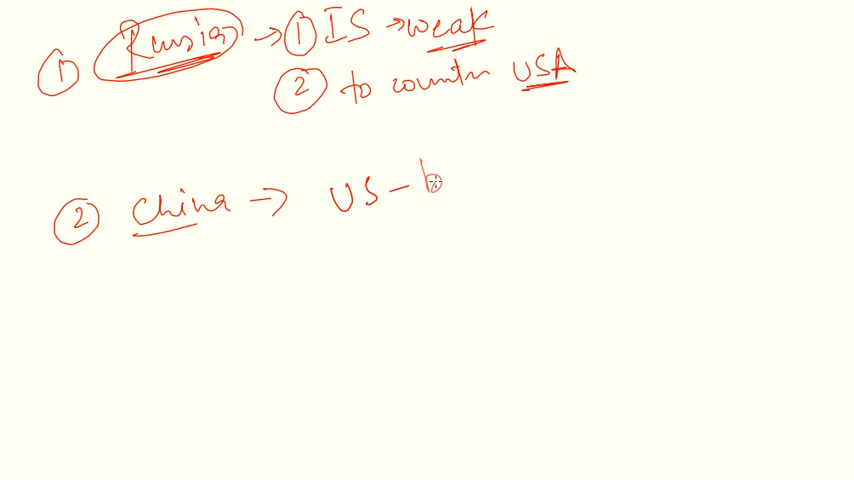 ① Russia → ① IS → weak
② to counter USA
② China → US - b